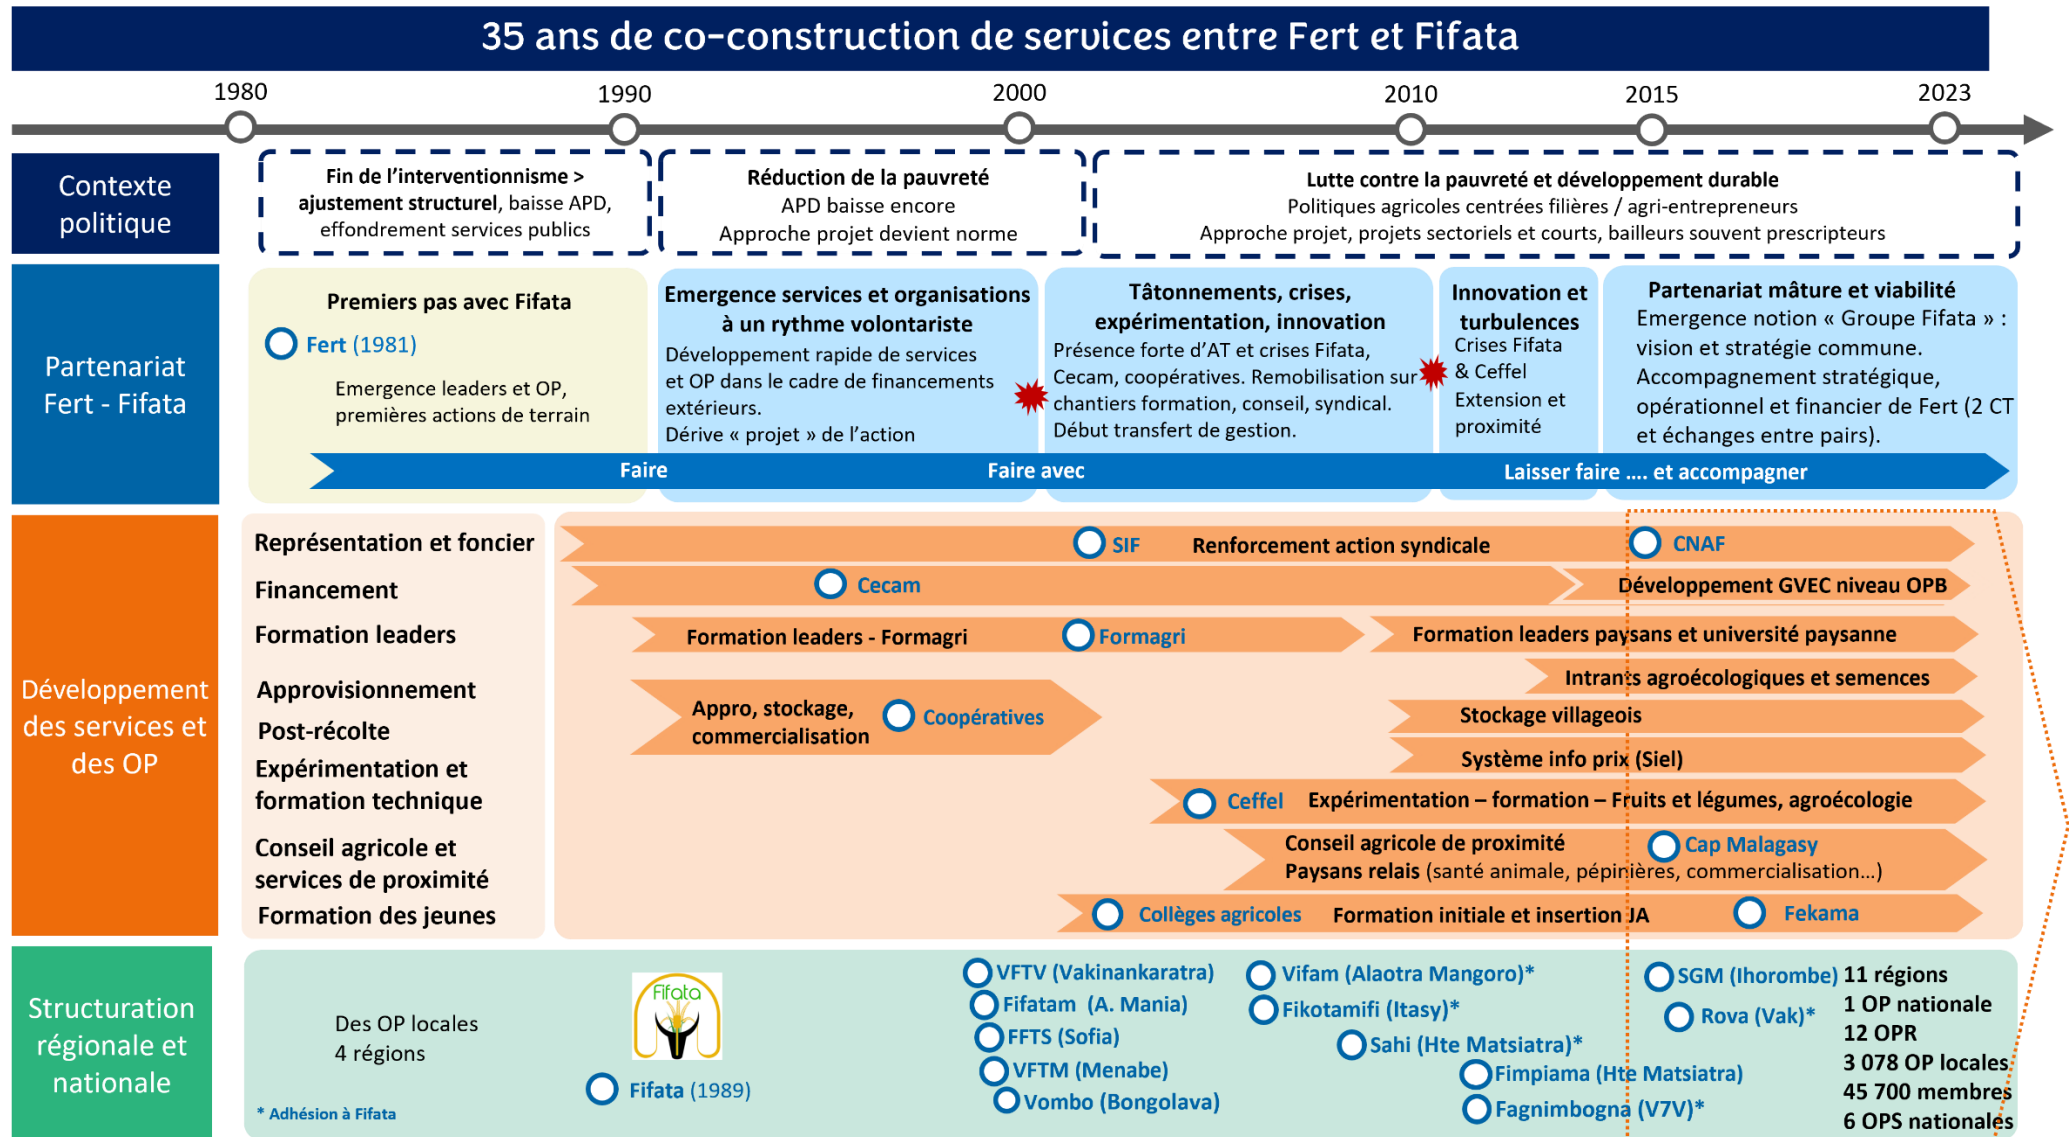 35 ans de co-construction de services entre Fert et Fifata
1980
1990
2000
2010
2015
2023
Contexte
politique
Fin de l’interventionnisme >
ajustement structurel, baisse APD,
effondrement services publics
Réduction de la pauvreté
APD baisse encore
Approche projet devient norme
Lutte contre la pauvreté et développement durable
Politiques agricoles centrées filières / agri-entrepreneurs
Approche projet, projets sectoriels et courts, bailleurs souvent prescripteurs
Partenariat
Fert - Fifata
Premiers pas avec Fifata
Fert (1981)
Emergence leaders et OP,
premières actions de terrain
Emergence services et organisations
à un rythme volontariste
Développement rapide de services
et OP dans le cadre de financements
extérieurs.
Dérive « projet » de l’action
Tâtonnements, crises,
expérimentation, innovation
Présence forte d’AT et crises Fifata,
Cecam, coopératives. Remobilisation sur
chantiers formation, conseil, syndical.
Début transfert de gestion.
Innovation et
turbulences
Crises Fifata
& Ceffel
Extension et
proximité
Partenariat mâture et viabilité
Emergence notion « Groupe Fifata » :
vision et stratégie commune.
Accompagnement stratégique,
opérationnel et financier de Fert (2 CT
et échanges entre pairs).
Faire
Faire avec
Laisser faire .... et accompagner
Développement
des services et
des OP
Représentation et foncier
SIF
Renforcement action syndicale
CNAF
Financement
Cecam
Développement GVEC niveau OPB
Formation leaders
Formation leaders - Formagri
Formagri
Formation leaders paysans et université paysanne
Approvisionnement
Intrants agroécologiques et semences
Post-récolte
Appro, stockage,
commercialisation
Coopératives
Stockage villageois
Système info prix (Siel)
Expérimentation et
formation technique
Ceffel
Expérimentation – formation – Fruits et légumes, agroécologie
Conseil agricole et
services de proximité
Conseil agricole de proximité
Cap Malagasy
Paysans relais (santé animale, pépinières, commercialisation…)
Formation des jeunes
Collèges agricoles
Formation initiale et insertion JA
Fekama
Structuration
régionale et
nationale
Des OP locales
4 régions
* Adhésion à Fifata
Fifata
Fifata (1989)
VFTV (Vakinankaratra)
Fifatam (A. Mania)
FFTS (Sofia)
VFTM (Menabe)
Vombo (Bongolava)
Vifam (Alaotra Mangoro)*
Fikotamifi (Itasy)*
Sahi (Hte Matsiatra)*
Fimpiama (Hte Matsiatra)
Fagnimbogna (V7V)*
SGM (Ihorombe)
Rova (Vak)*
11 régions
1 OP nationale
12 OPR
3 078 OP locales
45 700 membres
6 OPS nationales